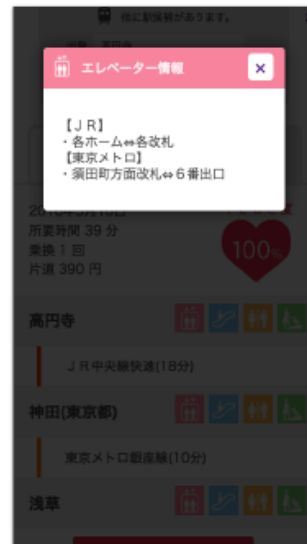 他に駅候補があります。
エレベーター情報
×
【ＪＲ】
・各ホーム⇔各改札
【東京メトロ】
・須田町方面改札⇔６番出口
所要時間 39 分
乗換 1 回
片道 390 円
100%
高円寺
ＪＲ中央線快速(18分)
神田(東京都)
東京メトロ銀座線(10分)
浅草